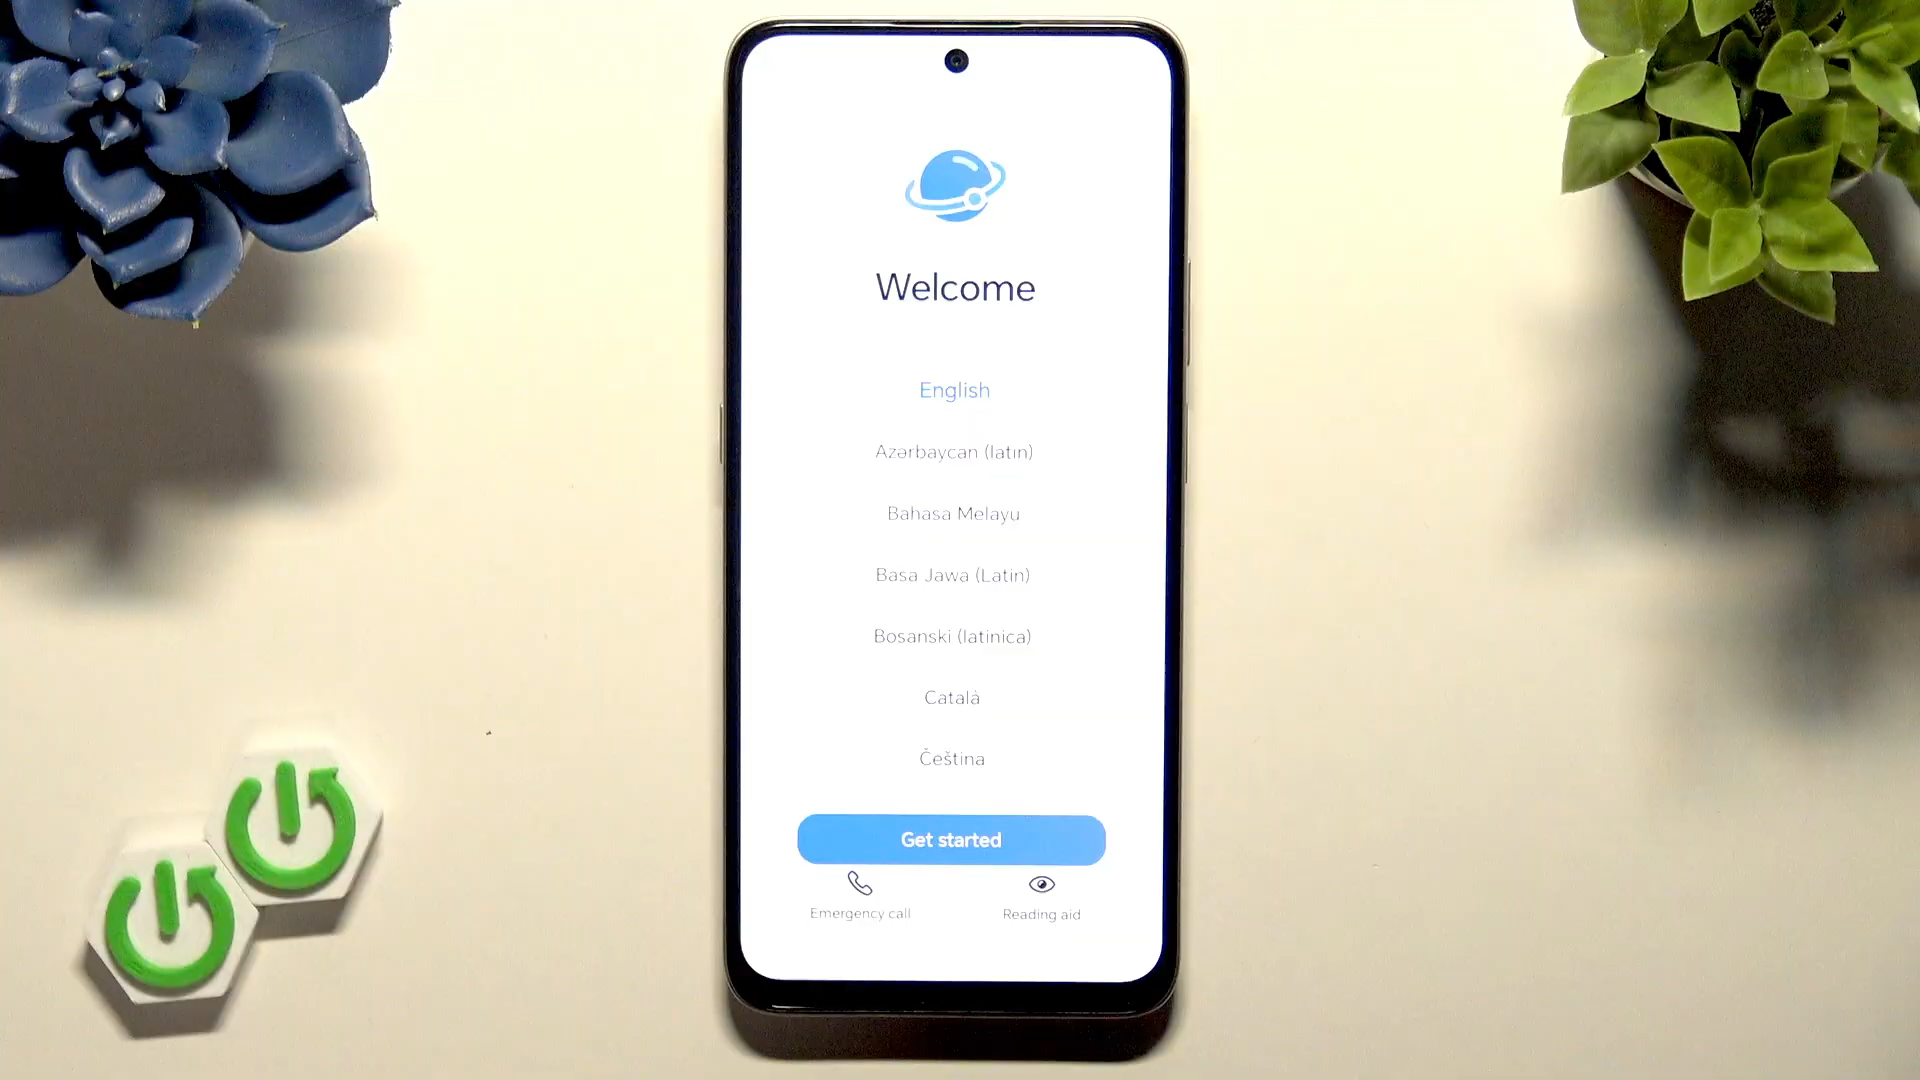 Welcome
English
Azərbaycan (latın)
Bahasa Melayu
Basa Jawa (Latin)
Bosanski (latinica)
Català
Čeština
Get started
Emergency call
Reading aid